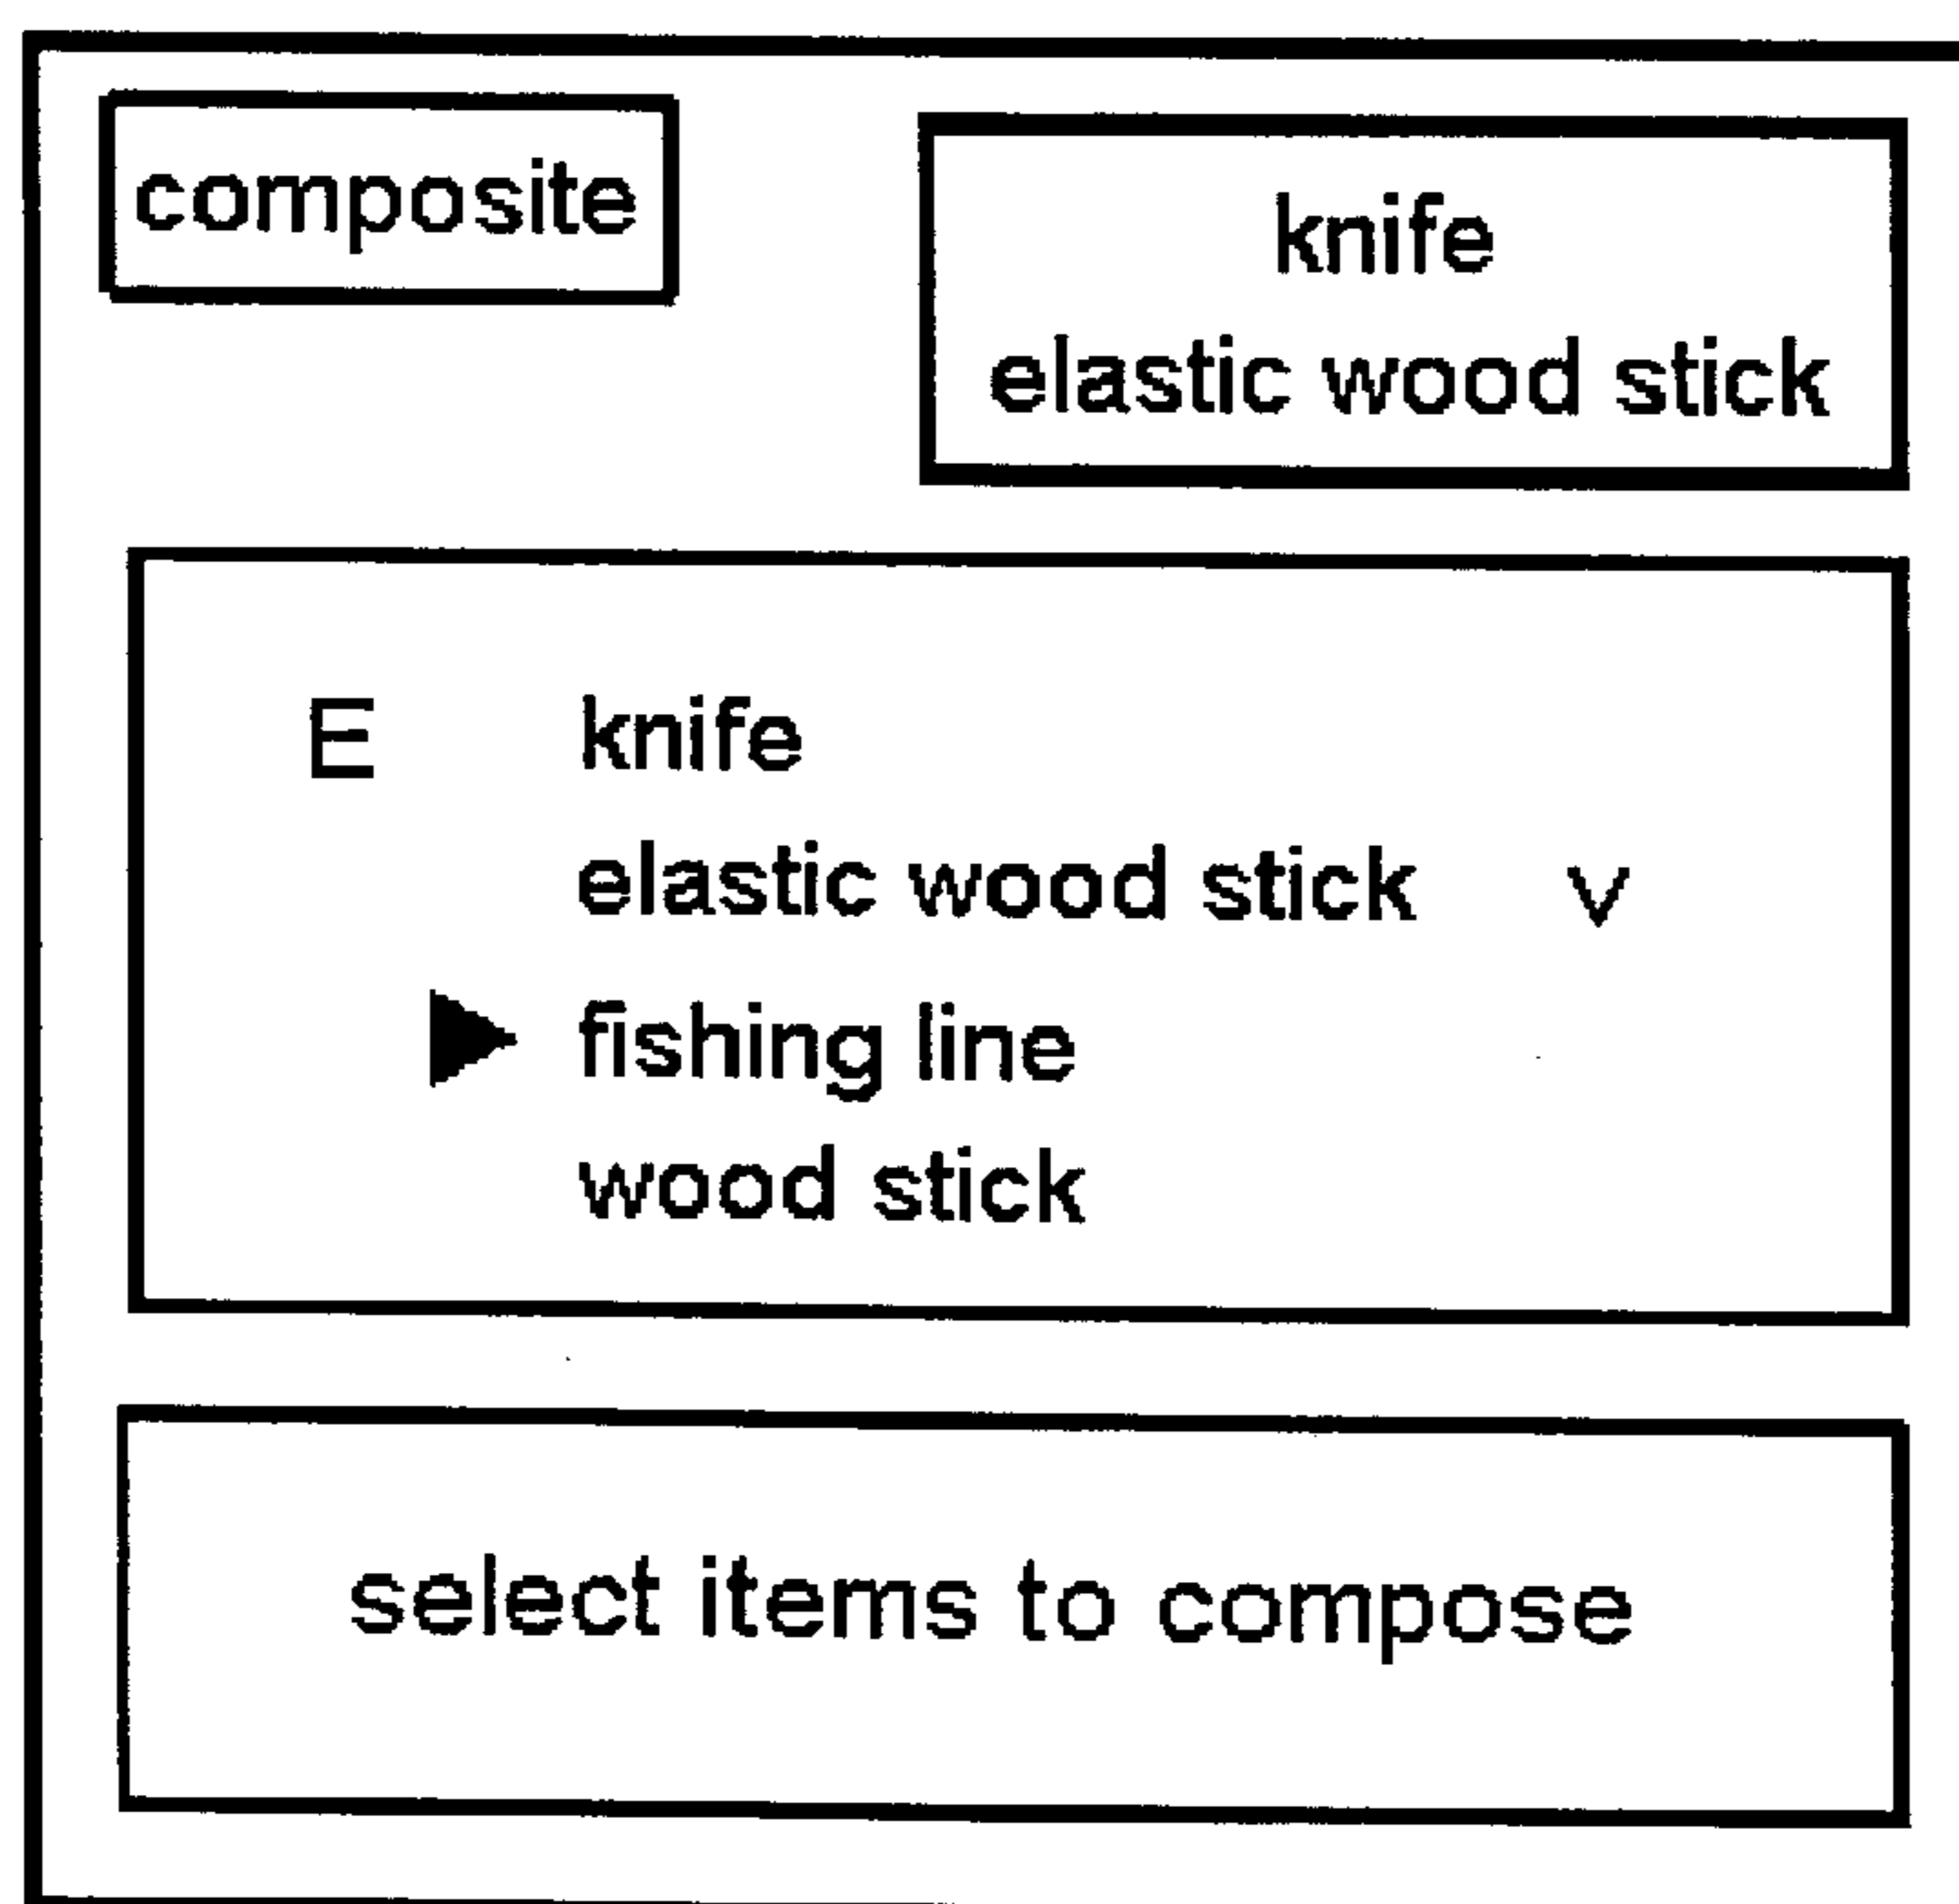 composite
knife
elastic wood stick
E knife
elastic wood stick v
▶ fishing line
wood stick
select items to compose